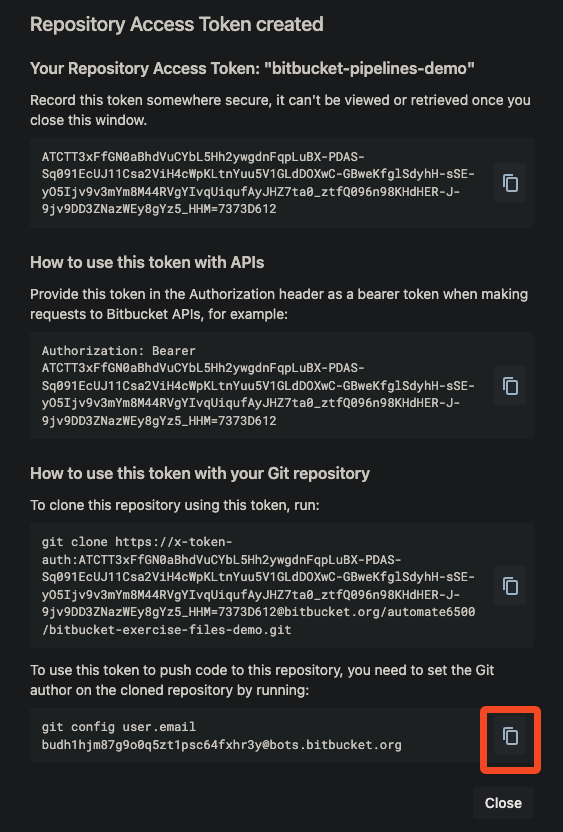 Repository Access Token created
Your Repository Access Token: "bitbucket-pipelines-demo"
Record this token somewhere secure, it can't be viewed or retrieved once you
close this window.
ATCTT3xFfGN0aBhdVuCYbL5Hh2ywgdnFqpLuBX-PDAS-
Sq091EcUJ11Csa2ViH4cWpKLtnYuu5V1GLdDOXwC-GBweKfglSdyhH-sSE-
yO5Ijv9v3mYm8M44RVgYIvqUiqufAyJHZ7ta0_ztfQ096n98KHdHER-J-
9jv9DD3ZNazWEy8gYz5_HHM=7373D612
How to use this token with APIs
Provide this token in the Authorization header as a bearer token when making
requests to Bitbucket APIs, for example:
Authorization: Bearer
ATCTT3xFfGN0aBhdVuCYbL5Hh2ywgdnFqpLuBX-PDAS-
Sq091EcUJ11Csa2ViH4cWpKLtnYuu5V1GLdDOXwC-GBweKfglSdyhH-sSE-
yO5Ijv9v3mYm8M44RVgYIvqUiqufAyJHZ7ta0_ztfQ096n98KHdHER-J-
9jv9DD3ZNazWEy8gYz5_HHM=7373D612
How to use this token with your Git repository
To clone this repository using this token, run:
git clone https://x-token-
auth:ATCTT3xFfGN0aBhdVuCYbL5Hh2ywgdnFqpLuBX-PDAS-
Sq091EcUJ11Csa2ViH4cWpKLtnYuu5V1GLdDOXwC-GBweKfglSdyhH-sSE-
yO5Ijv9v3mYm8M44RVgYIvqUiqufAyJHZ7ta0_ztfQ096n98KHdHER-J-
9jv9DD3ZNazWEy8gYz5_HHM=7373D612@bitbucket.org/automate6500
/bitbucket-exercise-files-demo.git
To use this token to push code to this repository, you need to set the Git
author on the cloned repository by running:
git config user.email
budh1hjm87g9o0q5zt1psc64fxhr3y@bots.bitbucket.org
Close